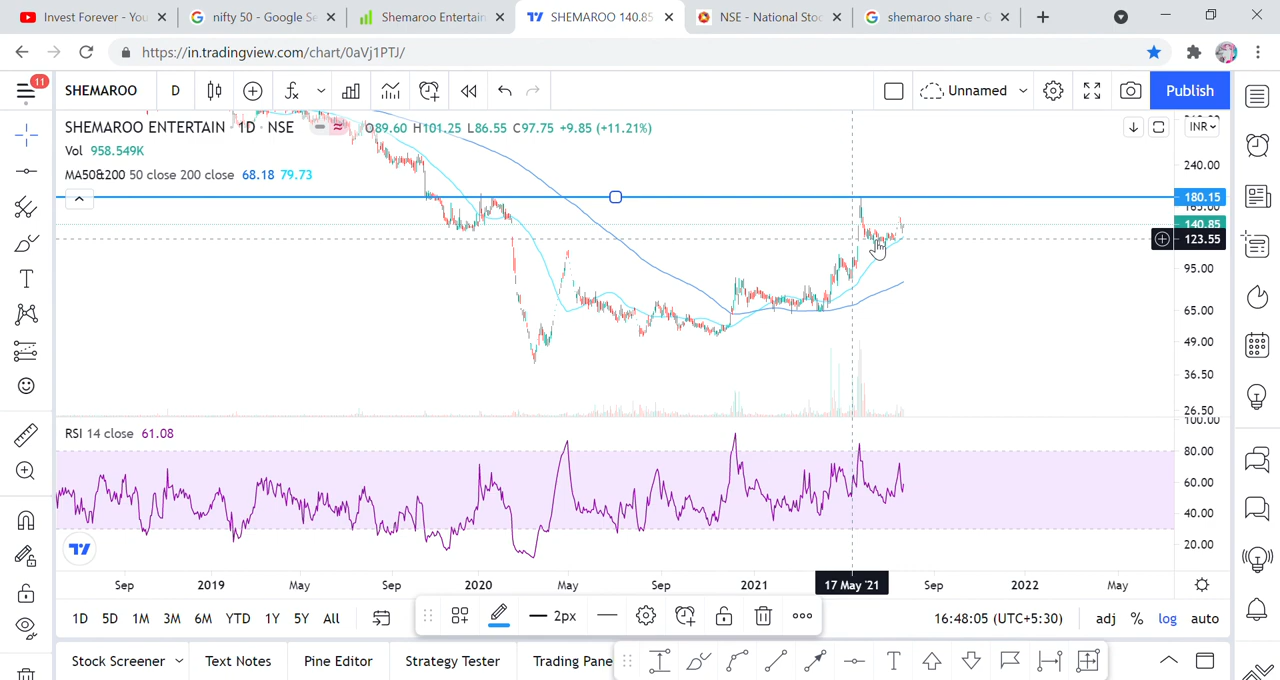 Invest Forever - You
nifty 50 - Google Se
Shemaroo Entertain
SHEMAROO 140.85
NSE - National Stoc
shemaroo share - G
https://in.tradingview.com/chart/0aVj1PTJ/
11
SHEMAROO
D
Unnamed
Publish
SHEMAROO ENTERTAIN · 1D · NSE
O89.60 H101.25 L86.55 C97.75 +9.85 (+11.21%)
INR
Vol 958.549K
MA50&200 50 close 200 close 68.18 79.73
240.00
180.15
140.85
123.55
95.00
65.00
49.00
36.50
26.50
100.00
RSI 14 close 61.08
80.00
60.00
40.00
20.00
Sep 2019 May Sep 2020 May Sep 2021 17 May '21 Sep 2022 May
1D 5D 1M 3M 6M YTD 1Y 5Y All
2px
16:48:05 (UTC+5:30)
adj % log auto
Stock Screener
Text Notes
Pine Editor
Strategy Tester
Trading Pane
T